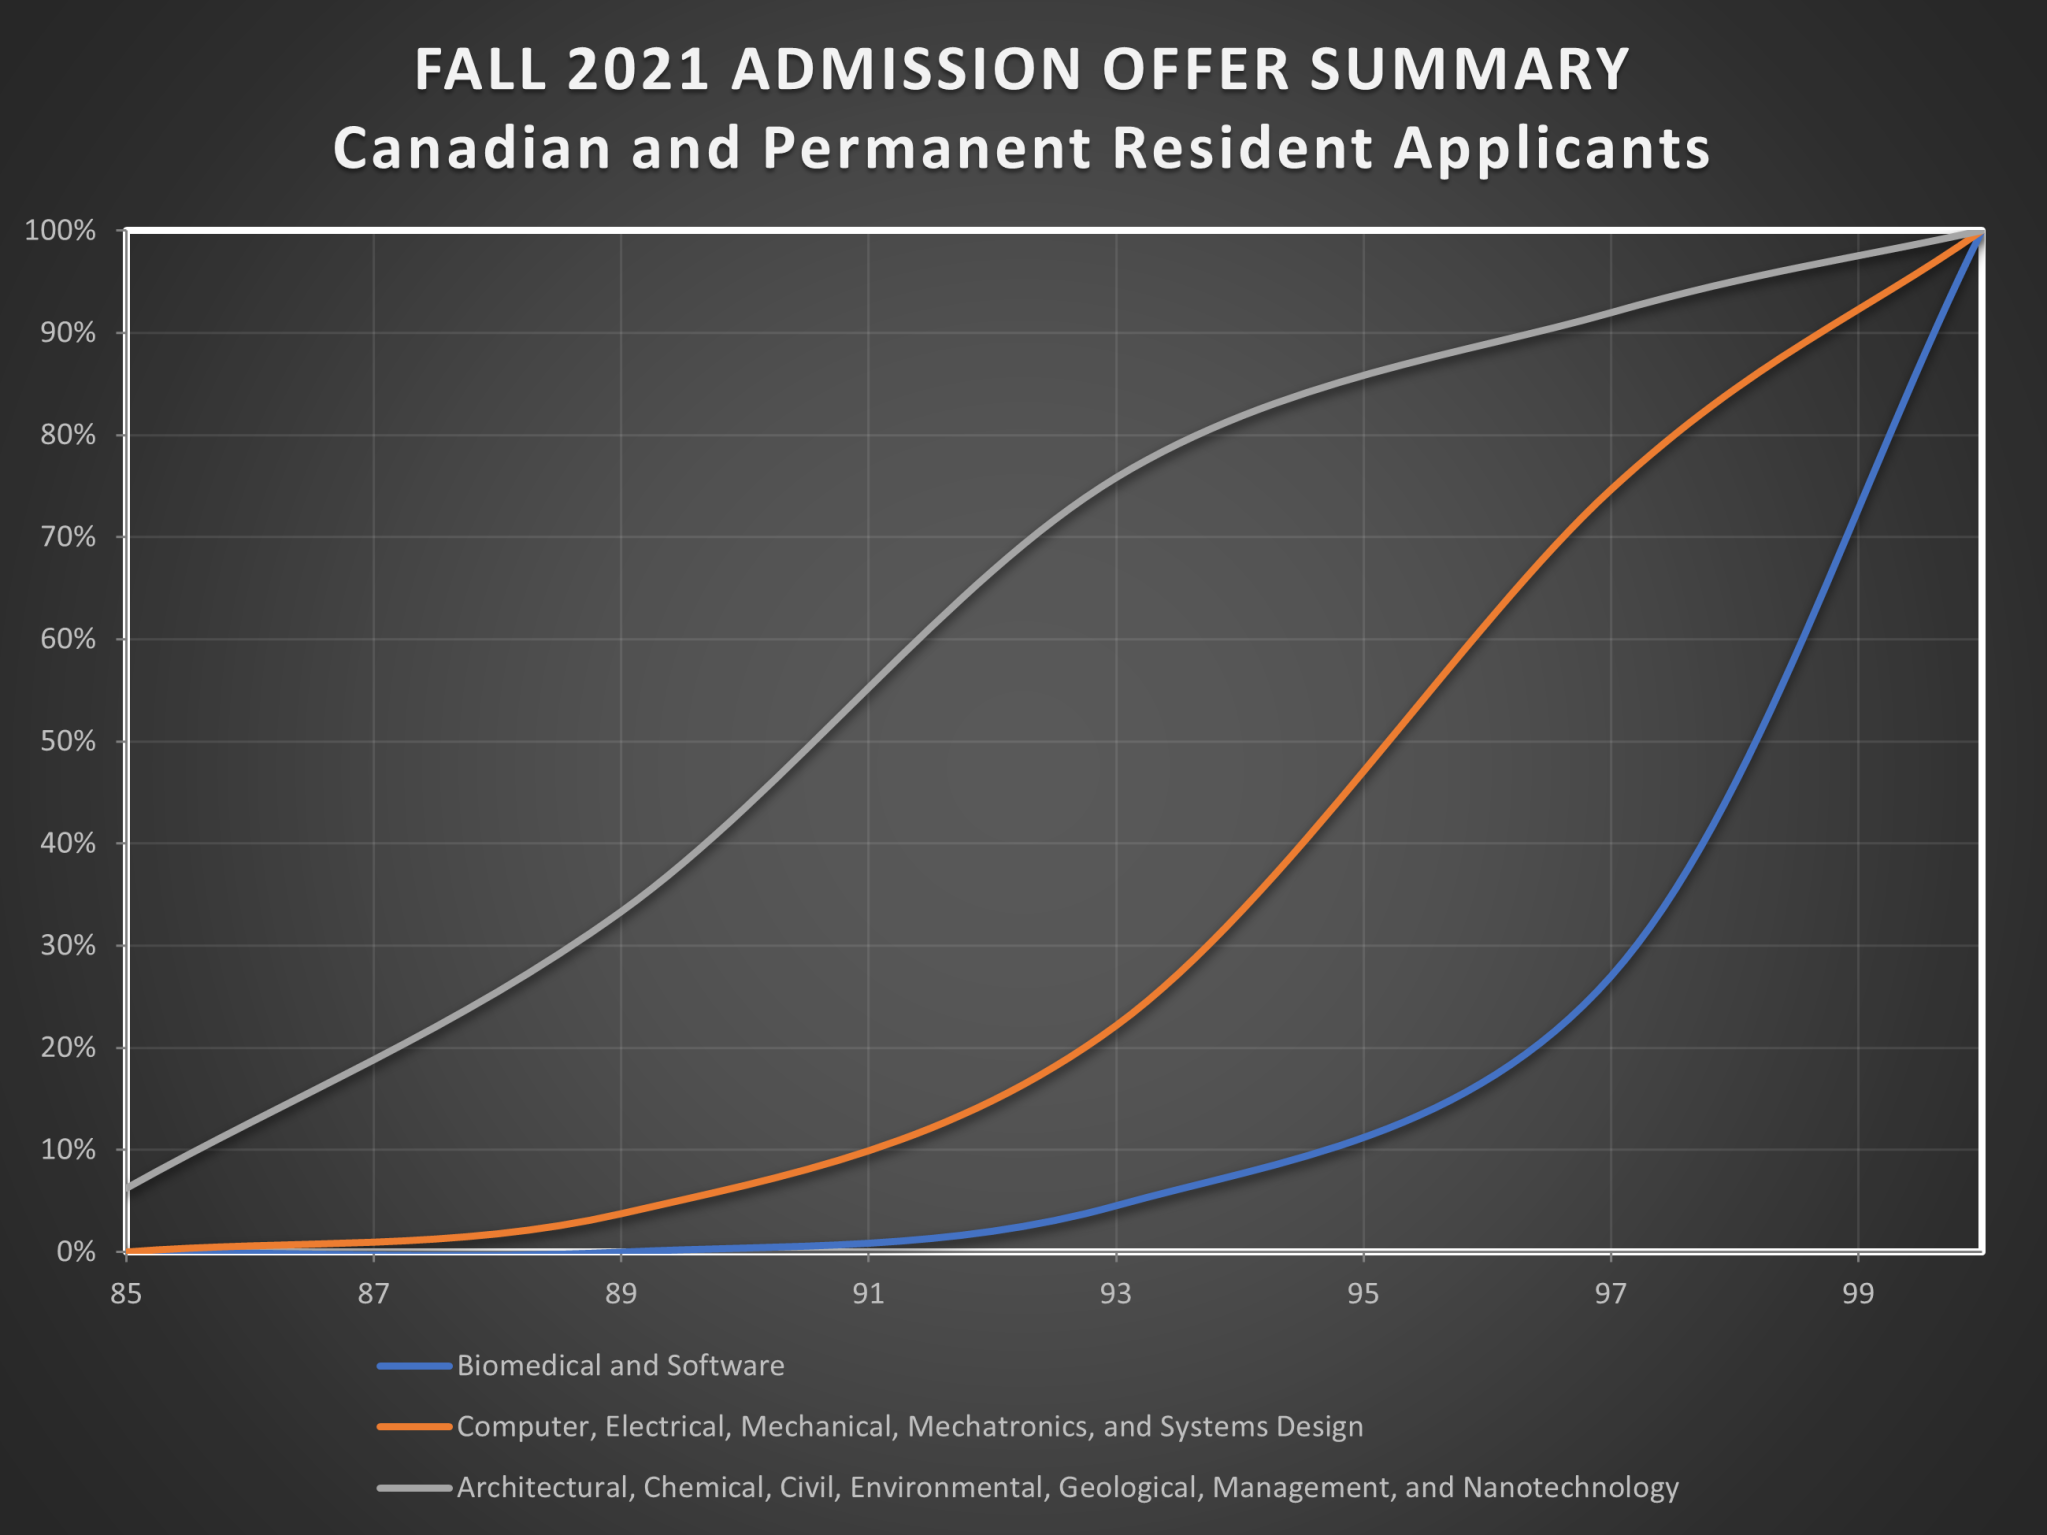 FALL 2021 ADMISSION OFFER SUMMARY
Canadian and Permanent Resident Applicants
100%
90%
80%
70%
60%
50%
40%
30%
20%
10%
0%
85 87 89 91 93 95 97 99
Biomedical and Software
Computer, Electrical, Mechanical, Mechatronics, and Systems Design
Architectural, Chemical, Civil, Environmental, Geological, Management, and Nanotechnology